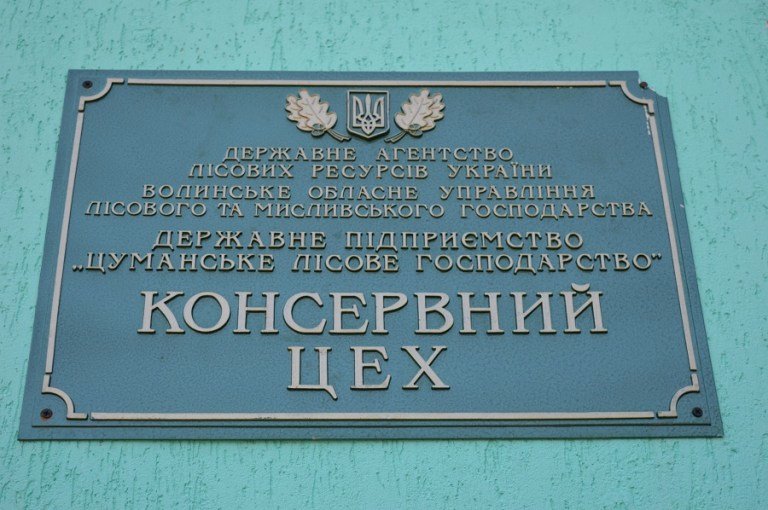 ДЕРЖАВНЕ АГЕНТСТВО
ЛІСОВИХ РЕСУРСІВ УКРАЇНИ
ВОЛИНСЬКЕ ОБЛАСНЕ УПРАВЛІННЯ
ЛІСОВОГО ТА МИСЛИВСЬКОГО ГОСПОДАРСТВА
ДЕРЖАВНЕ ПІДПРИЄМСТВО
„ЦУМАНСЬКЕ ЛІСОВЕ ГОСПОДАРСТВО"
КОНСЕРВНИЙ
ЦЕХ